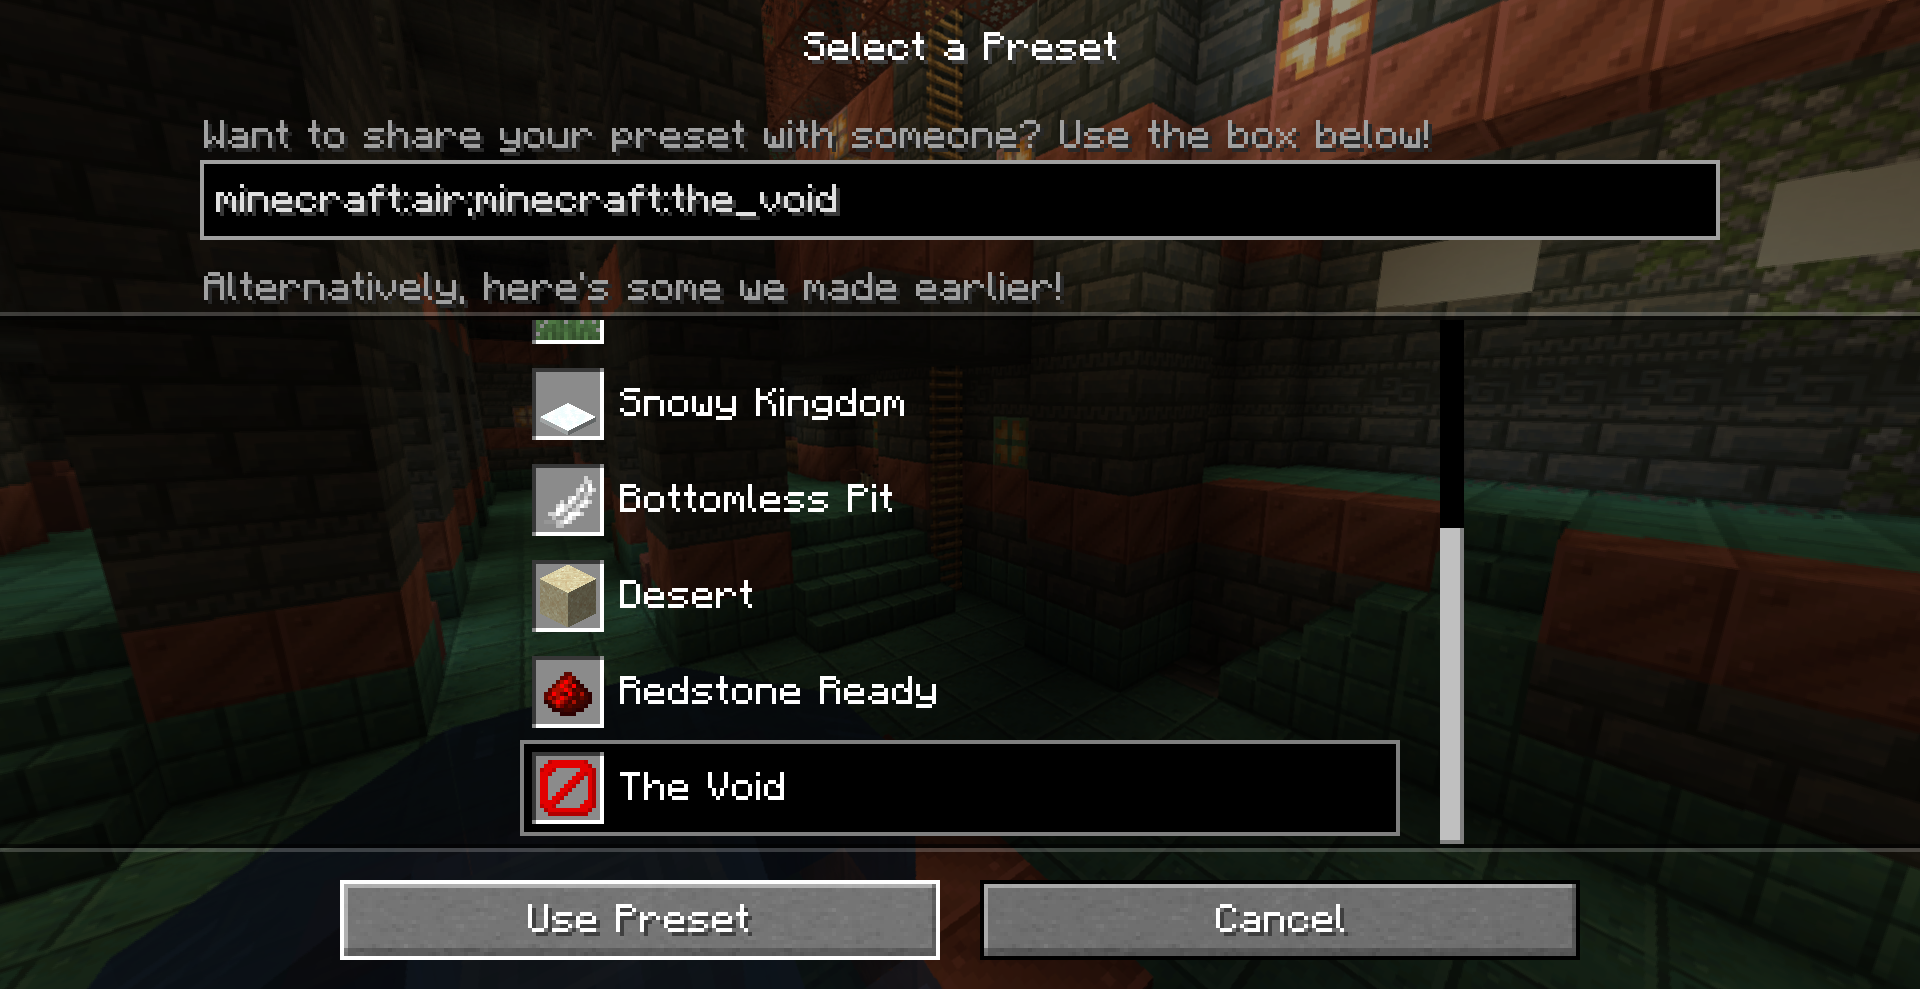 Select a Preset
Want to share your preset with someone? Use the box below!
minecraft:air;minecraft:the_void
Alternatively, here's some we made earlier!
Snowy Kingdom
Bottomless Pit
Desert
Redstone Ready
The Void
Use Preset
Cancel